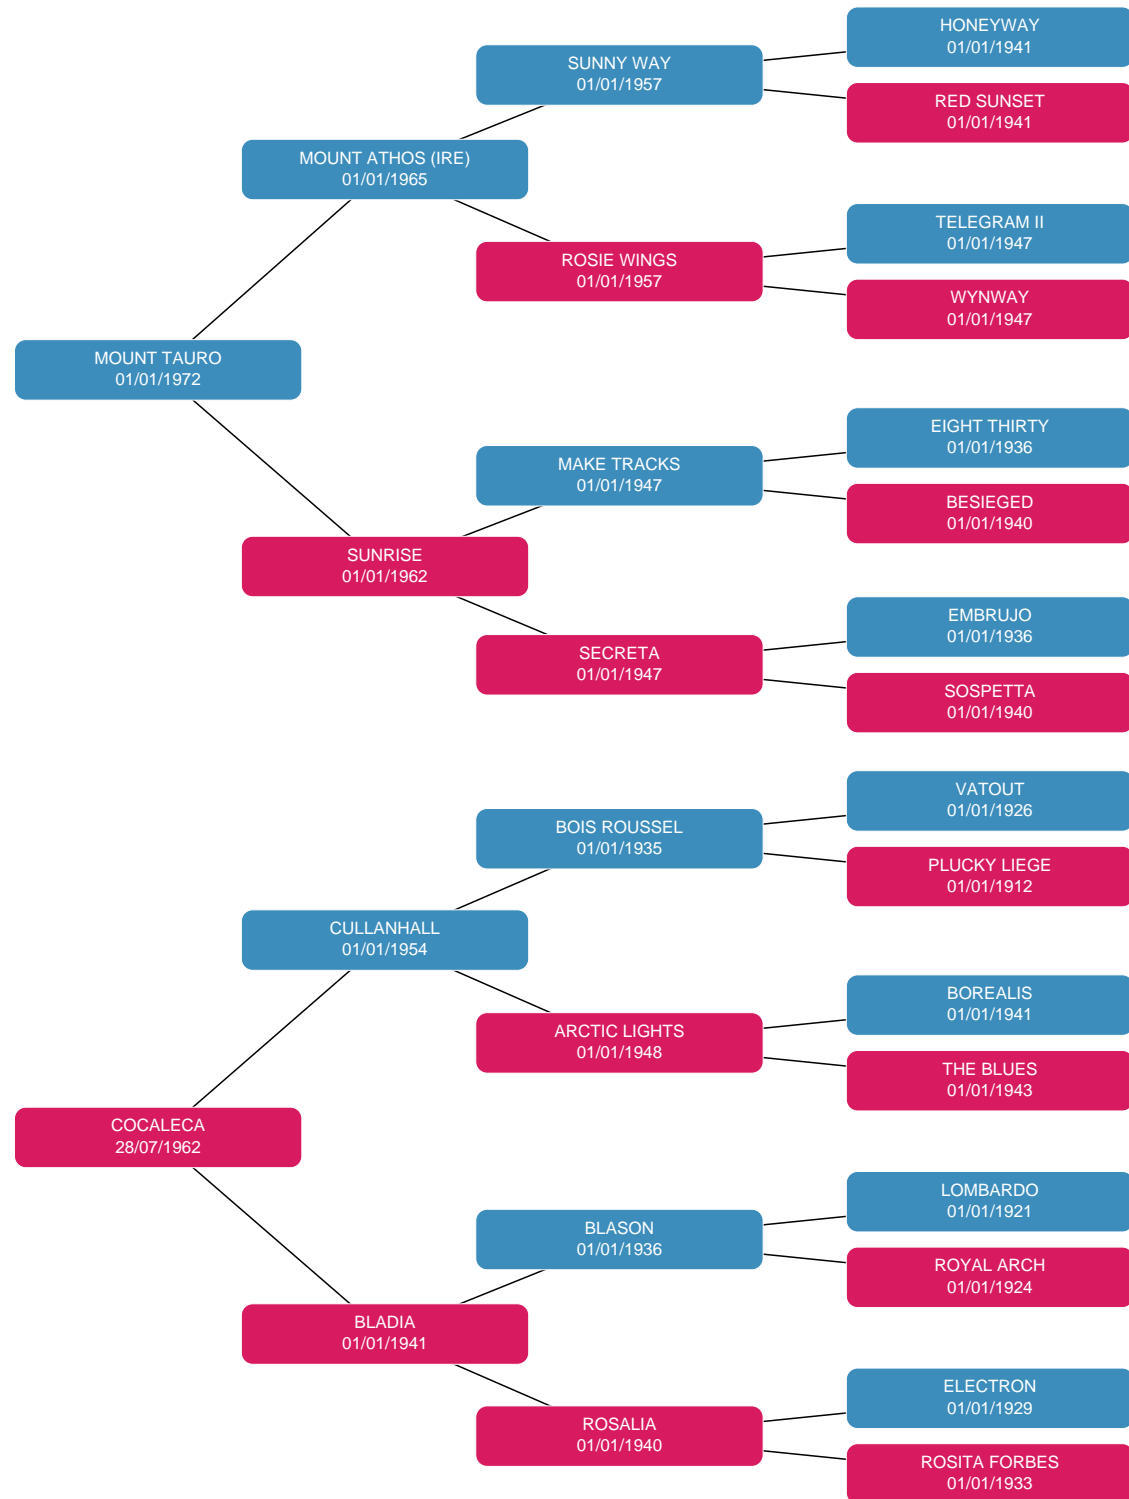 HONEYWAY
01/01/1941
SUNNY WAY
01/01/1957
RED SUNSET
01/01/1941
MOUNT ATHOS (IRE)
01/01/1965
TELEGRAM II
01/01/1947
ROSIE WINGS
01/01/1957
WYNWAY
01/01/1947
MOUNT TAURO
01/01/1972
EIGHT THIRTY
01/01/1936
MAKE TRACKS
01/01/1947
BESIEGED
01/01/1940
SUNRISE
01/01/1962
EMBRUJO
01/01/1936
SECRETA
01/01/1947
SOSPETTA
01/01/1940
VATOUT
01/01/1926
BOIS ROUSSEL
01/01/1935
PLUCKY LIEGE
01/01/1912
CULLANHALL
01/01/1954
BOREALIS
01/01/1941
ARCTIC LIGHTS
01/01/1948
THE BLUES
01/01/1943
COCALECA
28/07/1962
LOMBARDO
01/01/1921
BLASON
01/01/1936
ROYAL ARCH
01/01/1924
BLADIA
01/01/1941
ELECTRON
01/01/1929
ROSALIA
01/01/1940
ROSITA FORBES
01/01/1933